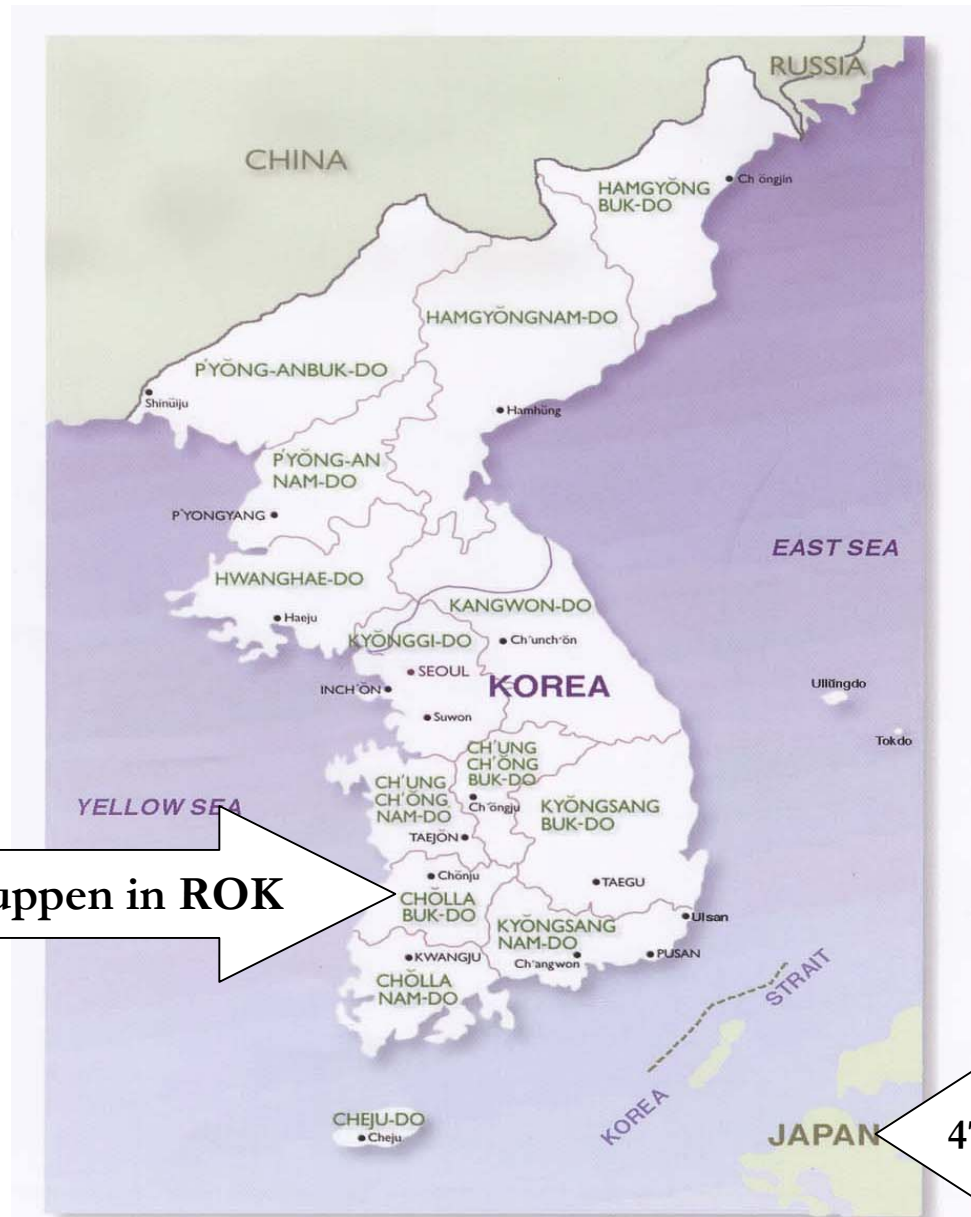 RUSSIA
CHINA
HAMGYŎNG
BUK-DO
Ch ŏngjin
HAMGYŎNGNAM-DO
P'YŎNG-ANBUK-DO
Shinŭiju
Hamhŭng
P'YŎNG-AN
NAM-DO
P'YONGYANG
EAST SEA
HWANGHAE-DO
KANGWON-DO
Haeju
KYŎNGGI-DO
Ch'unch'ŏn
SEOUL
KOREA
INCH'ŎN
Ullŭngdo
Suwon
Tokdo
CH'UNG
CH'ŎNG
BUK-DO
CH'UNG
CH'ŎNG
NAM-DO
Ch'ŏngju
KYŎNGSANG
BUK-DO
YELLOW SEA
TAEJŎN
Chŏnju
TAEGU
in ROK
CHŎLLA
BUK-DO
Ulsan
KYŎNGSANG
NAM-DO
KWANGJU
Ch'angwon
PUSAN
CHŎLLA
NAM-DO
KOREA STRAIT
CHEJU-DO
Cheju
JAPAN